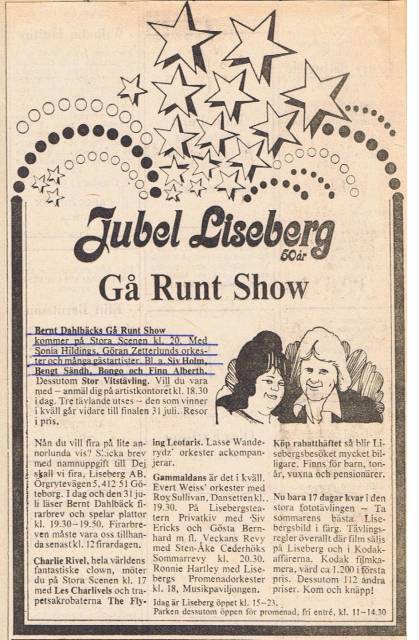 Jubel Liseberg
50 år
Gå Runt Show
Bernt Dahlbäcks Gå Runt Show
kommer på Stora Scenen kl. 20. Med
Sonia Hildings, Göran Zetterlunds orkes-
ter och många gästartister. Bl. a. Siv Holm,
Bengt Sändh, Bongo och Finn Alberth.
Dessutom Stor Vitstävling. Vill du vara
med – anmäl dig på artistkontoret kl. 18.30
i dag. Tre tävlande utses – den som vinner
i kväll går vidare till finalen 31 juli. Resor
i pris.
Nån du vill fira på lite an-
norlunda vis? Skicka brev
med namnuppgift till Dej
skall vi fira, Liseberg AB,
Örgrytevägen 5, 412 51 Gö-
teborg. I dag och den 31 ju-
li läser Bernt Dahlbäck fi-
rarbrev och spelar plattor
kl. 19.30–19.50. Firarbre-
ven måste vara oss tillhan-
da senast kl. 12 firardagen.
Charlie Rivel, hela världens
fantastiske clown, möter
du på Stora Scenen kl. 17
med Les Charlivels och tra-
petsakrobaterna The Fly-
ing Leotaris. Lasse Wande-
rydz' orkester ackompan-
jerar.
Gammaldans är det i kväll.
Evert Weiss' orkester med
Roy Sullivan, Dansetten kl.
19.30. På Lisebergstea-
tern Privatliv med Siv
Ericks och Gösta Bern-
hard m fl. Veckans Revy
med Sten-Åke Cederhöks
Sommarrevy kl. 20.30.
Ronnie Hartley med Lise-
bergs Promenadorkester
kl. 18, Musikpaviljongen.
Köp rabatthäftet så blir Li-
sebergsbesöket mycket bil-
ligare. Finns för barn, ton-
år, vuxna och pensionärer.
Nu bara 17 dagar kvar i den
stora fototävlingen – Ta
sommarens bästa Lise-
bergsbild i färg. Tävlings-
regler överallt där film säljs
på Liseberg och i Kodak-
affärerna. Kodak filmka-
mera, värd ca 1.200 i första
pris. Dessutom 112 andra
priser. Kom och knäpp!
Idag är Liseberg öppet kl. 15–23.
Parken dessutom öppen för promenad, fri entré, kl. 11–14.30